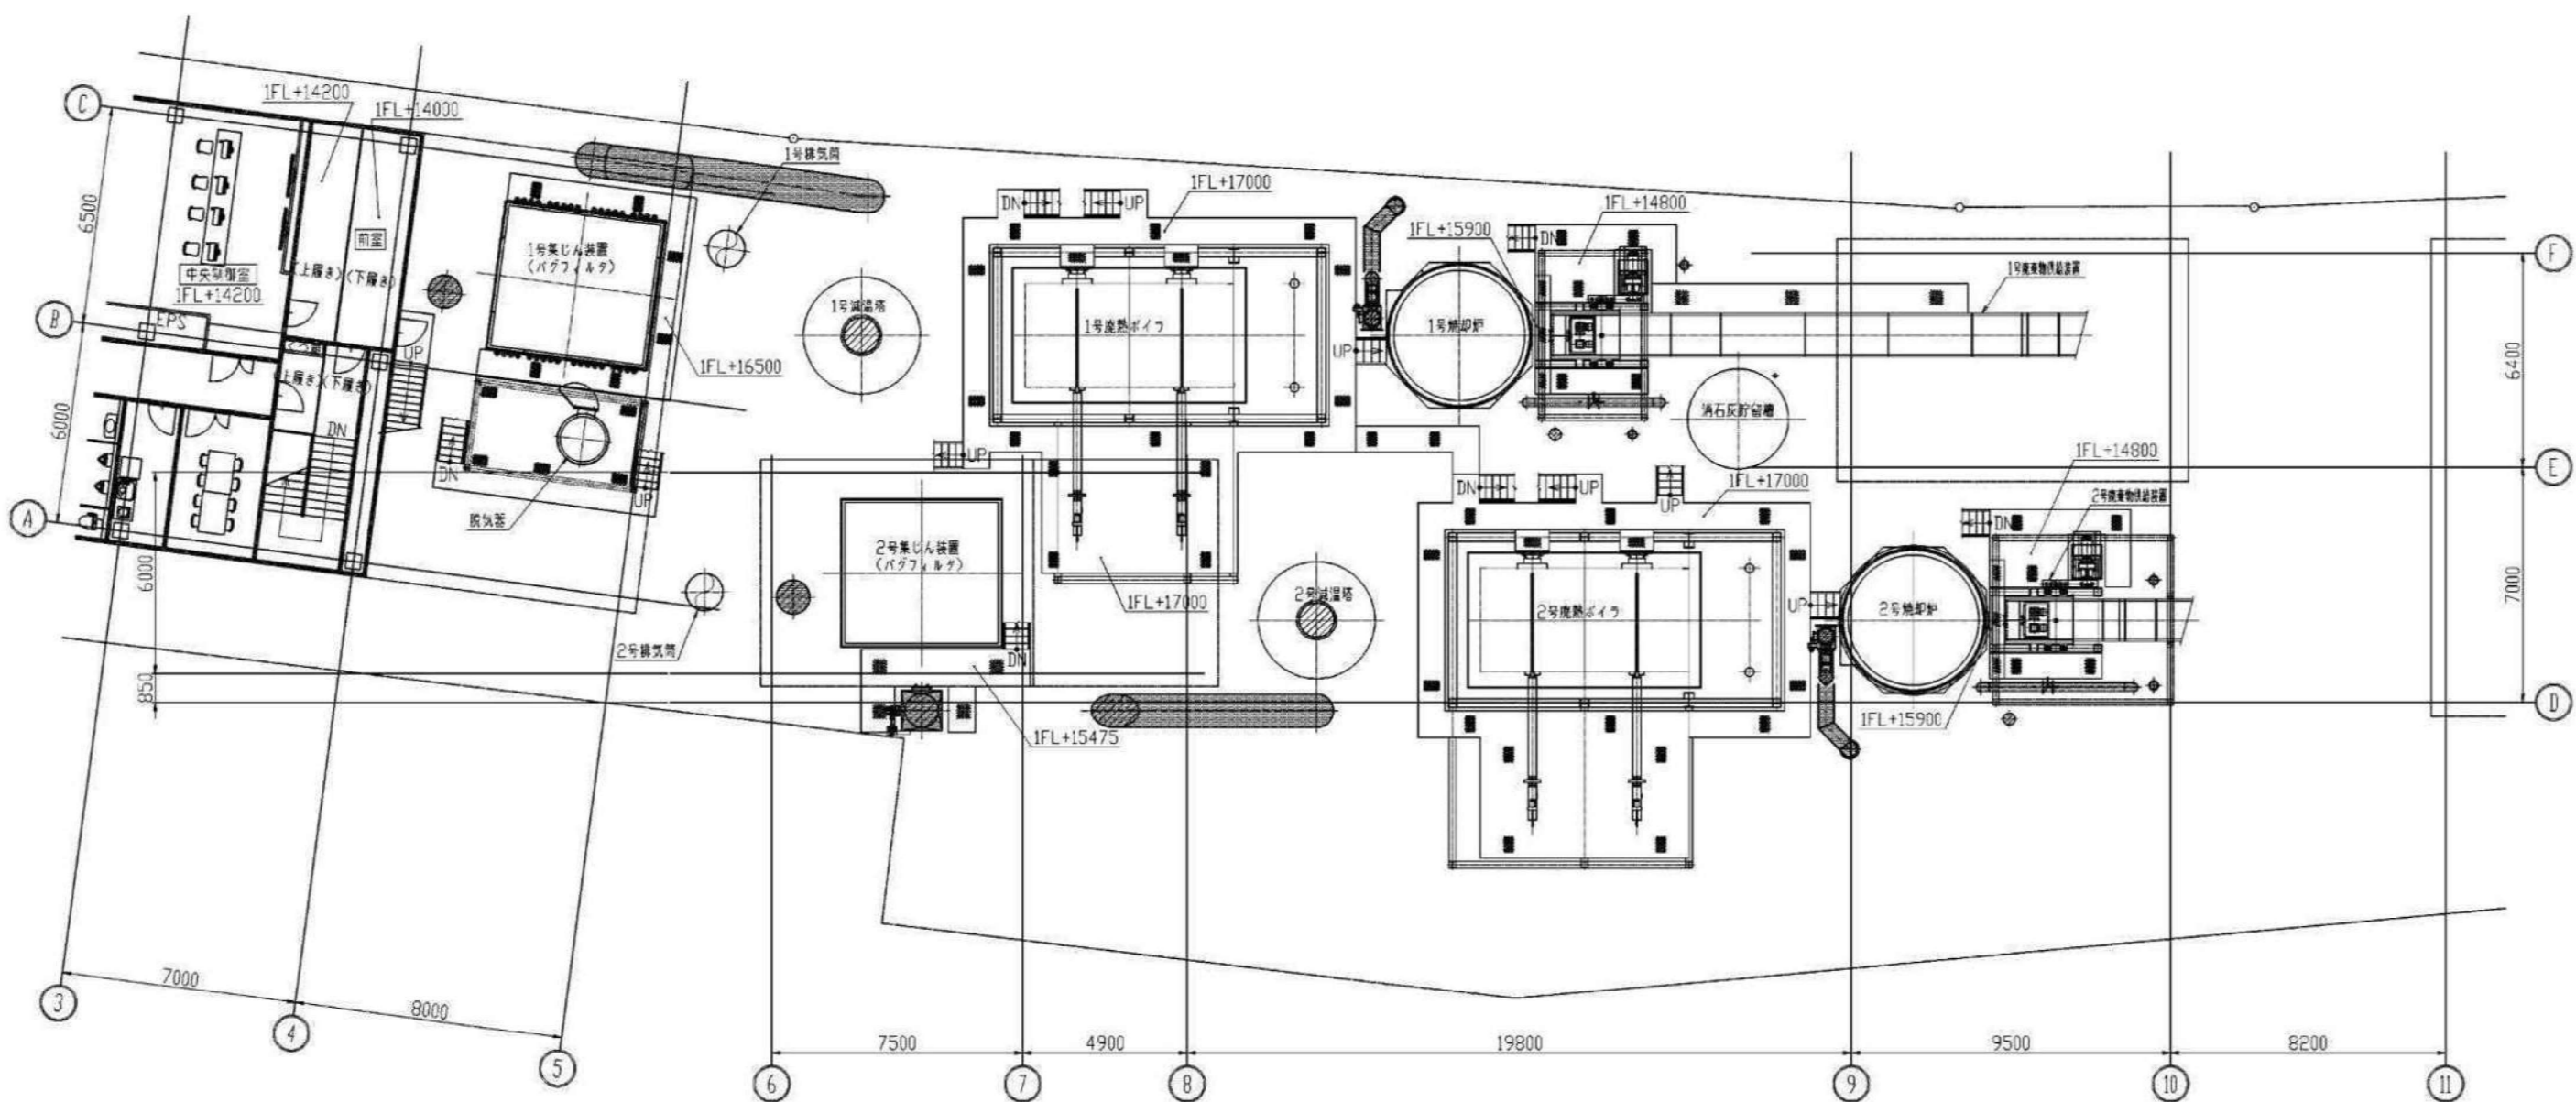 C
1FL+14200
1FL+14000
1号排気筒
6500
前室
中央制御室
1FL+14200
(上履き)(下履き)
1号集じん装置
(バグフィルタ)
1FL+16500
B
EPS
UP
(上履き)(下履き)
6000
DN
A
DN
UP
脱気器
6000
850
2号排気筒
1号減温塔
DN
UP
1FL+17000
1号廃熱ボイラ
UP
2号集じん装置
(バグフィルタ)
DN
1FL+15475
1FL+17000
2号減温塔
1FL+15900
1FL+14800
DN
UP
1号焼却炉
1号廃棄物供給装置
消石灰貯留槽
F
6400
E
7000
D
DN
UP
UP
1FL+17000
2号廃熱ボイラ
1FL+14800
2号廃棄物供給装置
DN
UP
2号焼却炉
1FL+15900
7000
8000
3
4
5
7500
4900
19800
9500
8200
6
7
8
9
10
11